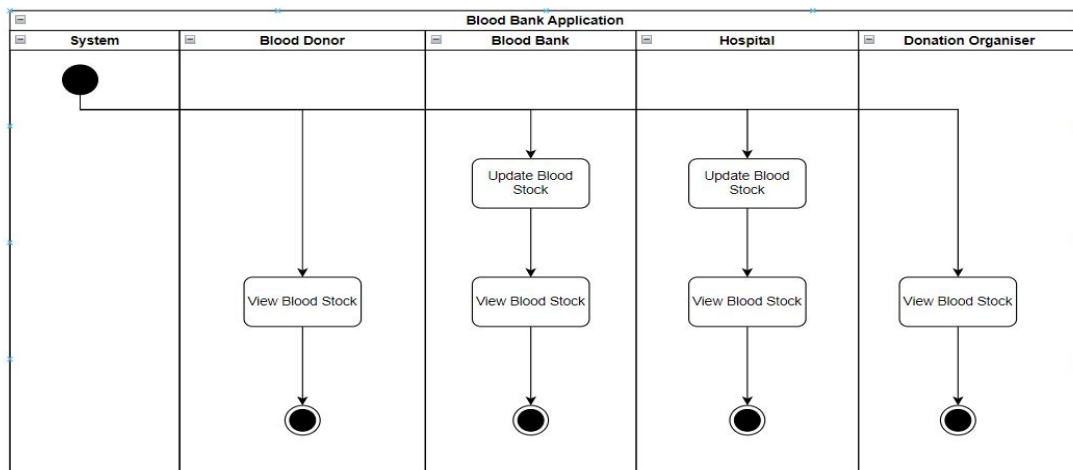 Blood Bank Application
System
Blood Donor
Blood Bank
Hospital
Donation Organiser
Update Blood
Stock
Update Blood
Stock
View Blood Stock
View Blood Stock
View Blood Stock
View Blood Stock